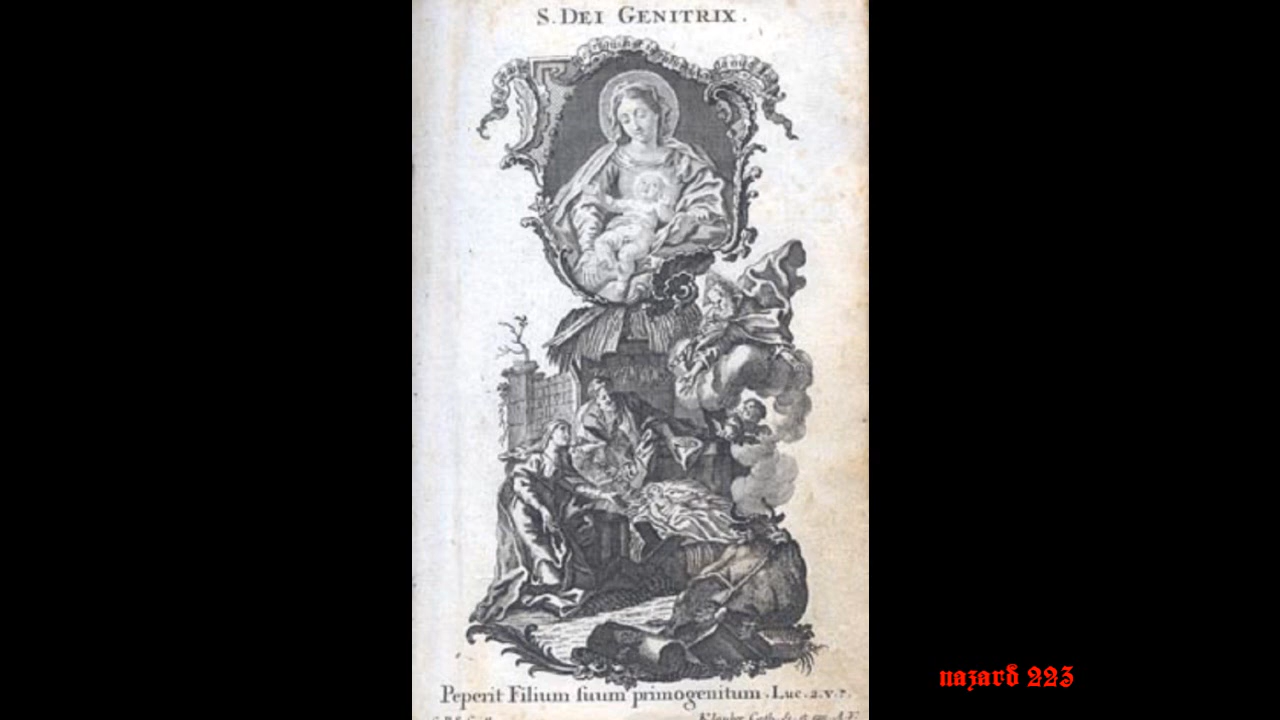 S. DEI GENITRIX.
Peperit Filium suum primogenitum. Luc. 2. v. 7.
nazard 223